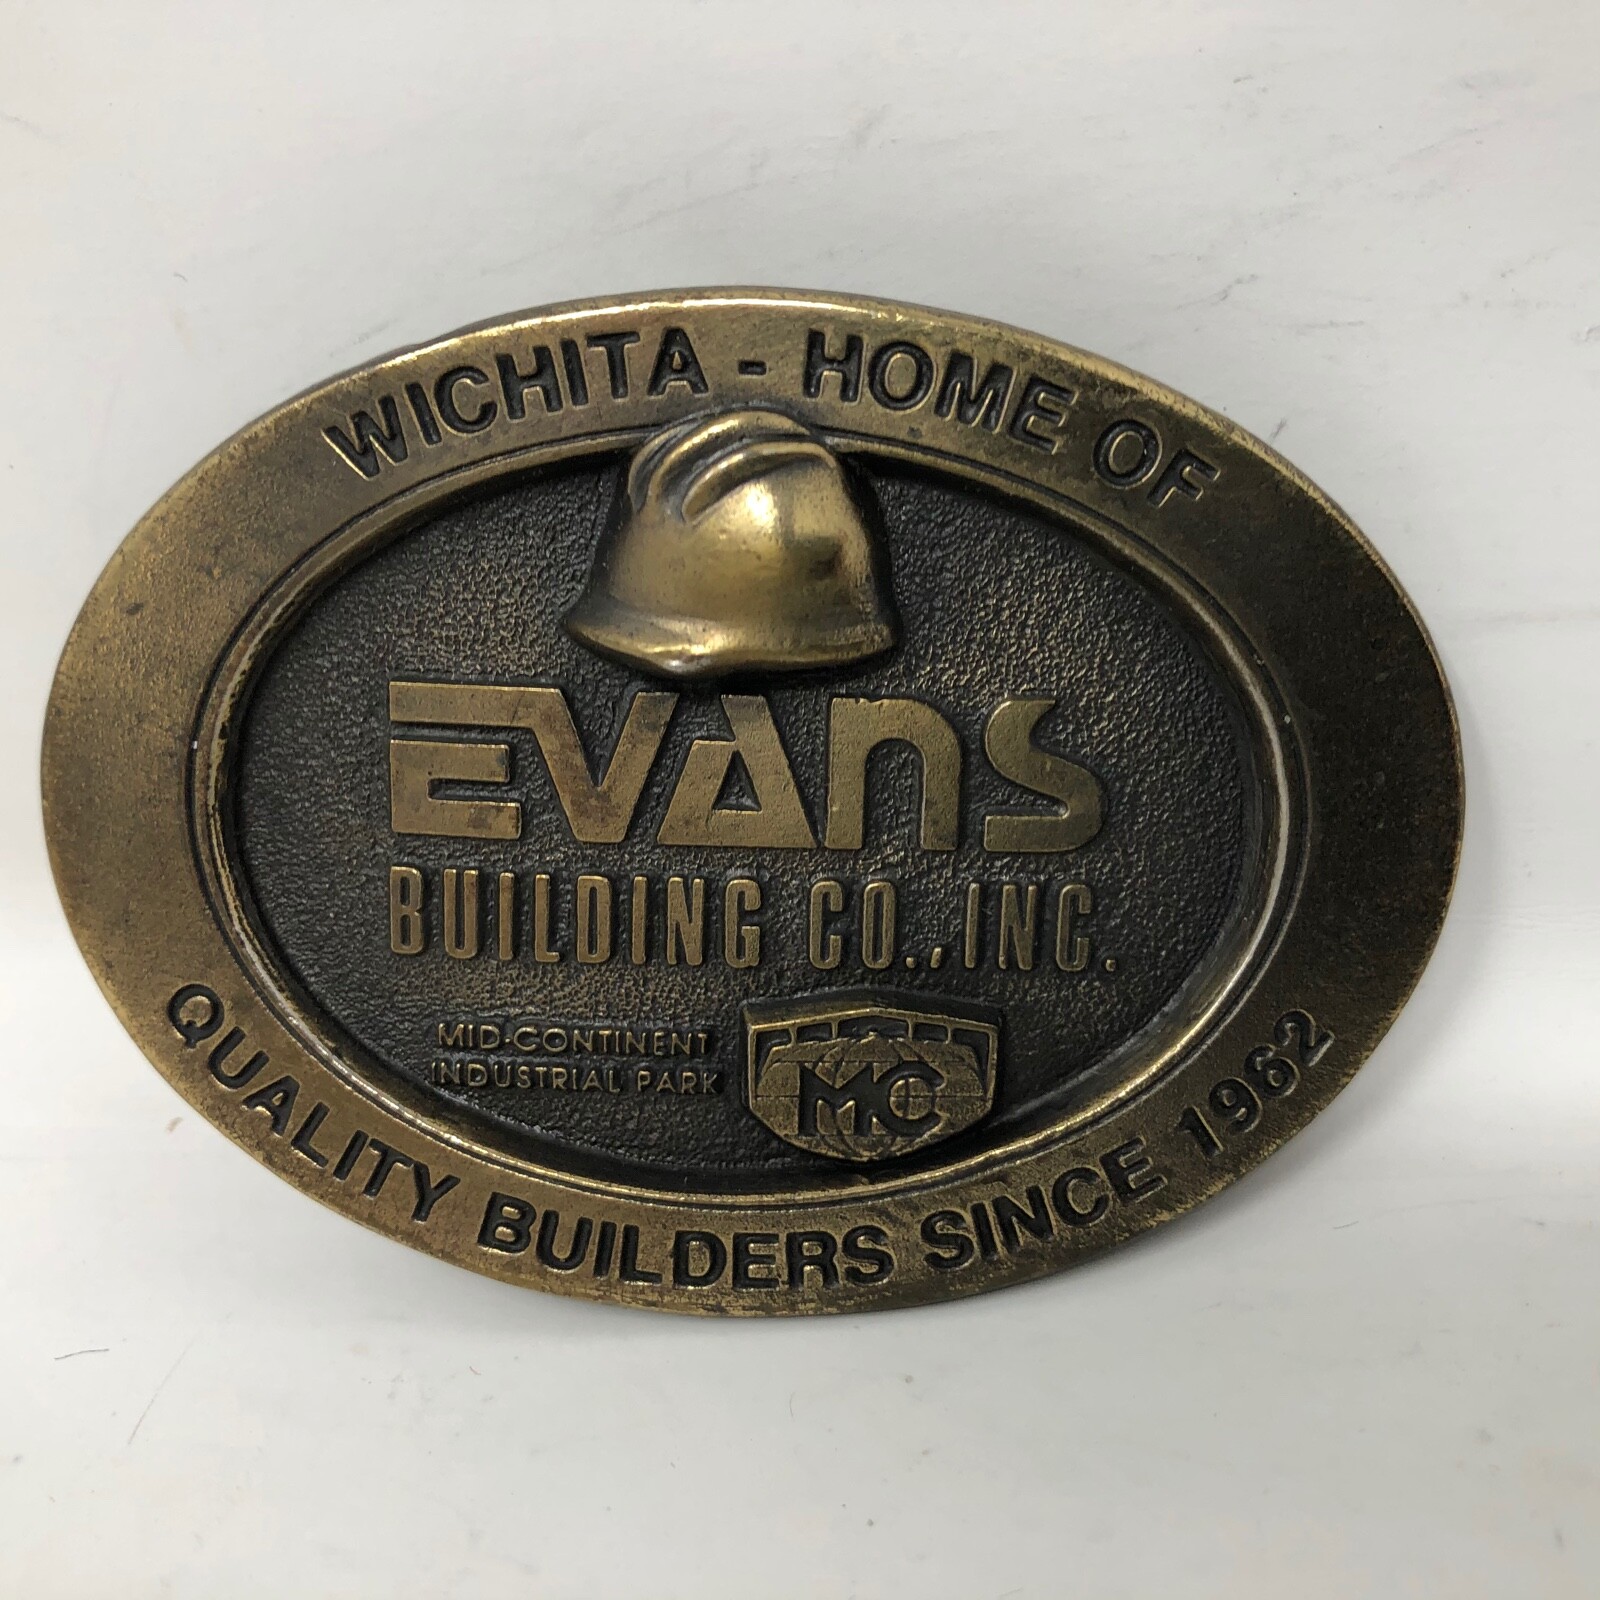 WICHITA - HOME OF
EVANS
BUILDING CO., INC.
MID-CONTINENT
INDUSTRIAL PARK
MC
QUALITY BUILDERS SINCE 1962